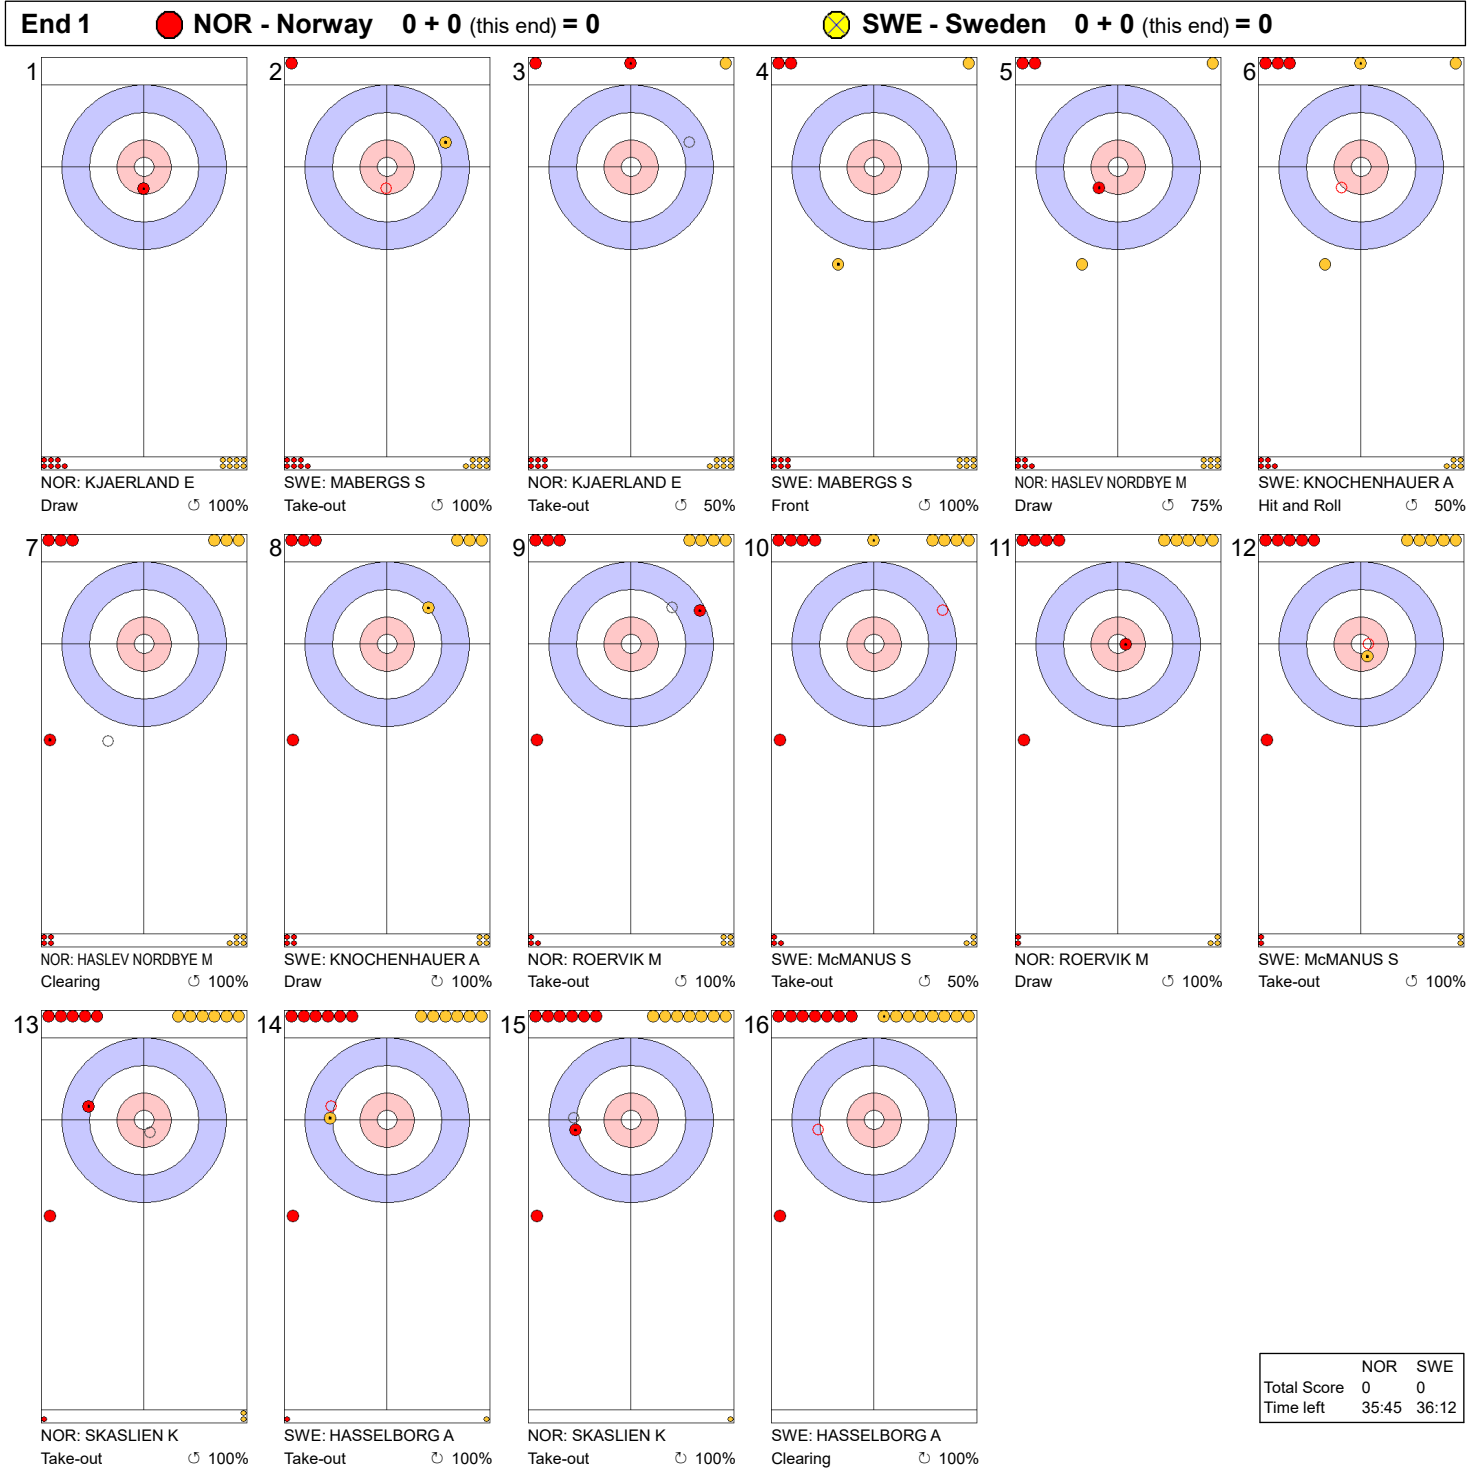 End 1 NOR - Norway 0 + 0 (this end) = 0 SWE - Sweden 0 + 0 (this end) = 0
1 2 3 4 5 6
NOR: KJAERLAND E SWE: MABERGS S NOR: KJAERLAND E SWE: MABERGS S NOR: HASLEV NORDBYE M SWE: KNOCHENHAUER A
Draw ↺ 100% Take-out ↺ 100% Take-out ↺ 50% Front ↺ 100% Draw ↺ 75% Hit and Roll ↺ 50%
7 8 9 10 11 12
NOR: HASLEV NORDBYE M SWE: KNOCHENHAUER A NOR: ROERVIK M SWE: McMANUS S NOR: ROERVIK M SWE: McMANUS S
Clearing ↺ 100% Draw ↻ 100% Take-out ↺ 100% Take-out ↺ 50% Draw ↺ 100% Take-out ↺ 100%
13 14 15 16
NOR: SKASLIEN K SWE: HASSELBORG A NOR: SKASLIEN K SWE: HASSELBORG A
Take-out ↺ 100% Take-out ↻ 100% Take-out ↻ 100% Clearing ↻ 100%
NOR SWE
Total Score 0 0
Time left 35:45 36:12